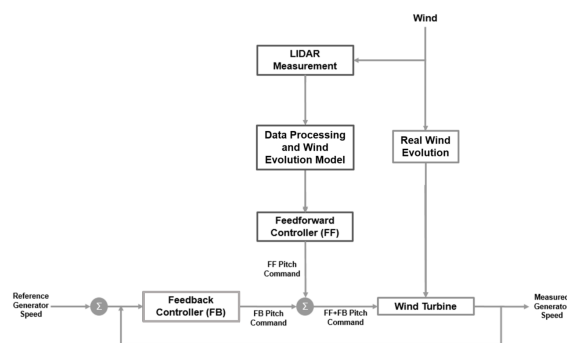 Wind
LIDAR
Measurement
Data Processing
and Wind
Evolution Model
Real Wind
Evolution
Feedforward
Controller (FF)
FF Pitch
Command
Reference
Generator
Speed
Σ
Feedback
Controller (FB)
FB Pitch
Command
Σ
FF+FB Pitch
Command
Wind Turbine
Measured
Generator
Speed